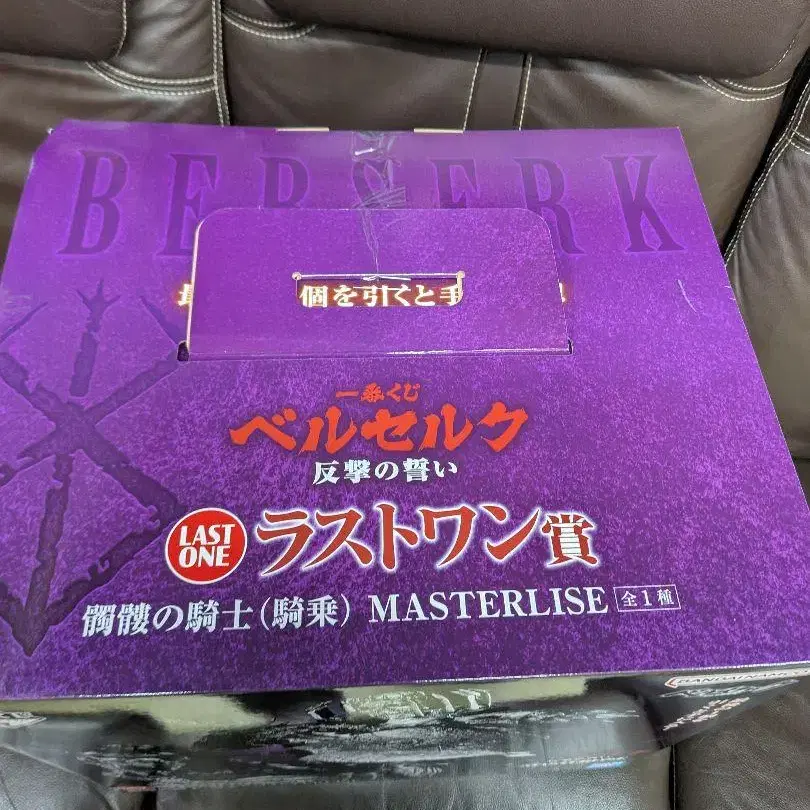 BERSERK
個を引くと手
一番くじ
ベルセルク
反撃の誓い
LAST ONE ラストワン賞
髑髏の騎士(騎乗) MASTERLISE 全1種